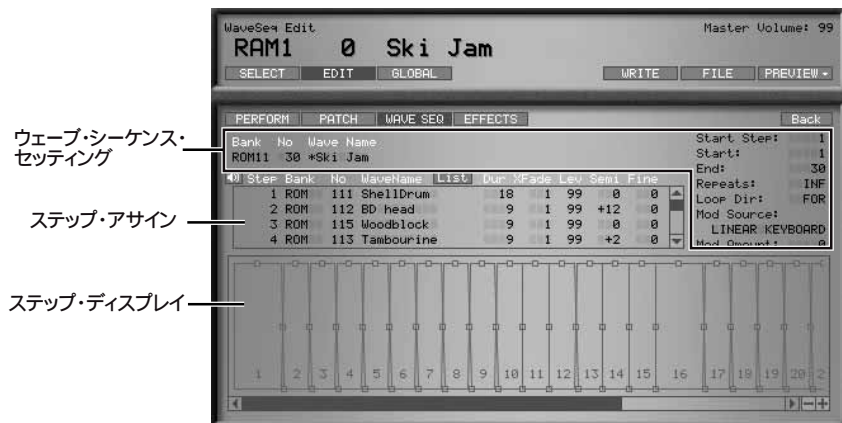 WaveSeq Edit
Master Volume: 99
RAM1 0 Ski Jam
SELECT EDIT GLOBAL WRITE FILE PREVIEW
PERFORM PATCH WAVE SEQ EFFECTS Back
ウェーブ・シーケンス・
セッティング
Bank No Wave Name
ROM11 30 *Ski Jam
Start Step: 1
Start: 1
End: 30
Repeats: INF
Loop Dir: FOR
Mod Source:
LINEAR KEYBOARD
Mod Amount: 0
Step Bank No WaveName List Dur XFade Lev Semi Fine
ステップ・アサイン
1 ROM 111 ShellDrum 18 1 99 0 0
2 ROM 112 BD head 9 1 99 +12 0
3 ROM 115 Woodblock 9 1 99 0 0
4 ROM 113 Tambourine 9 1 99 +2 0
ステップ・ディスプレイ
1 2 3 4 5 6 7 8 9 10 11 12 13 14 15 16 17 18 19 20 2